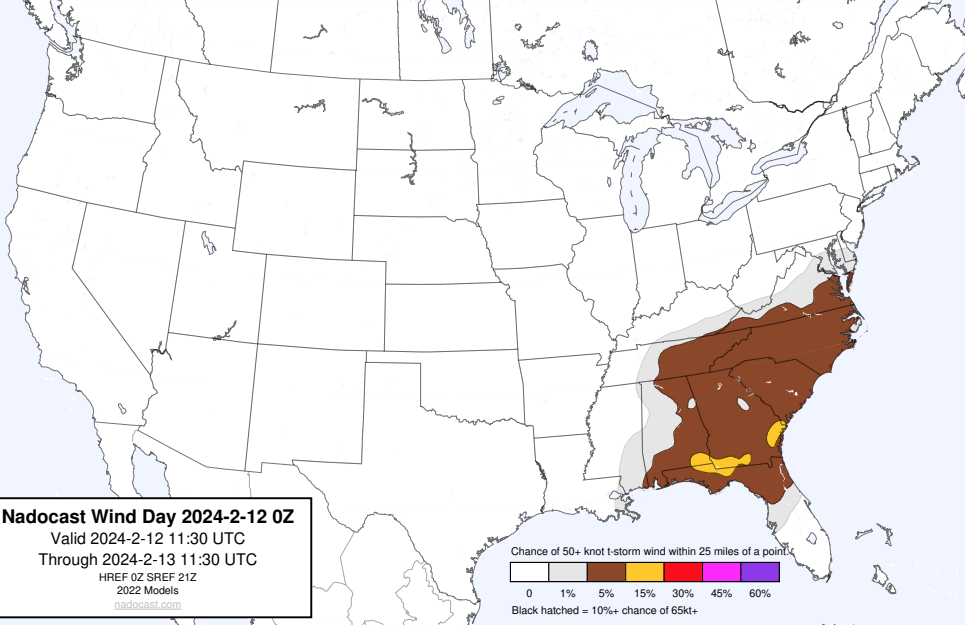 Nadocast Wind Day 2024-2-12 0Z
Valid 2024-2-12 11:30 UTC
Through 2024-2-13 11:30 UTC
HREF 0Z SREF 21Z
2022 Models
nadocast.com
Chance of 50+ knot t-storm wind within 25 miles of a point.
0 1% 5% 15% 30% 45% 60%
Black hatched = 10%+ chance of 65kt+